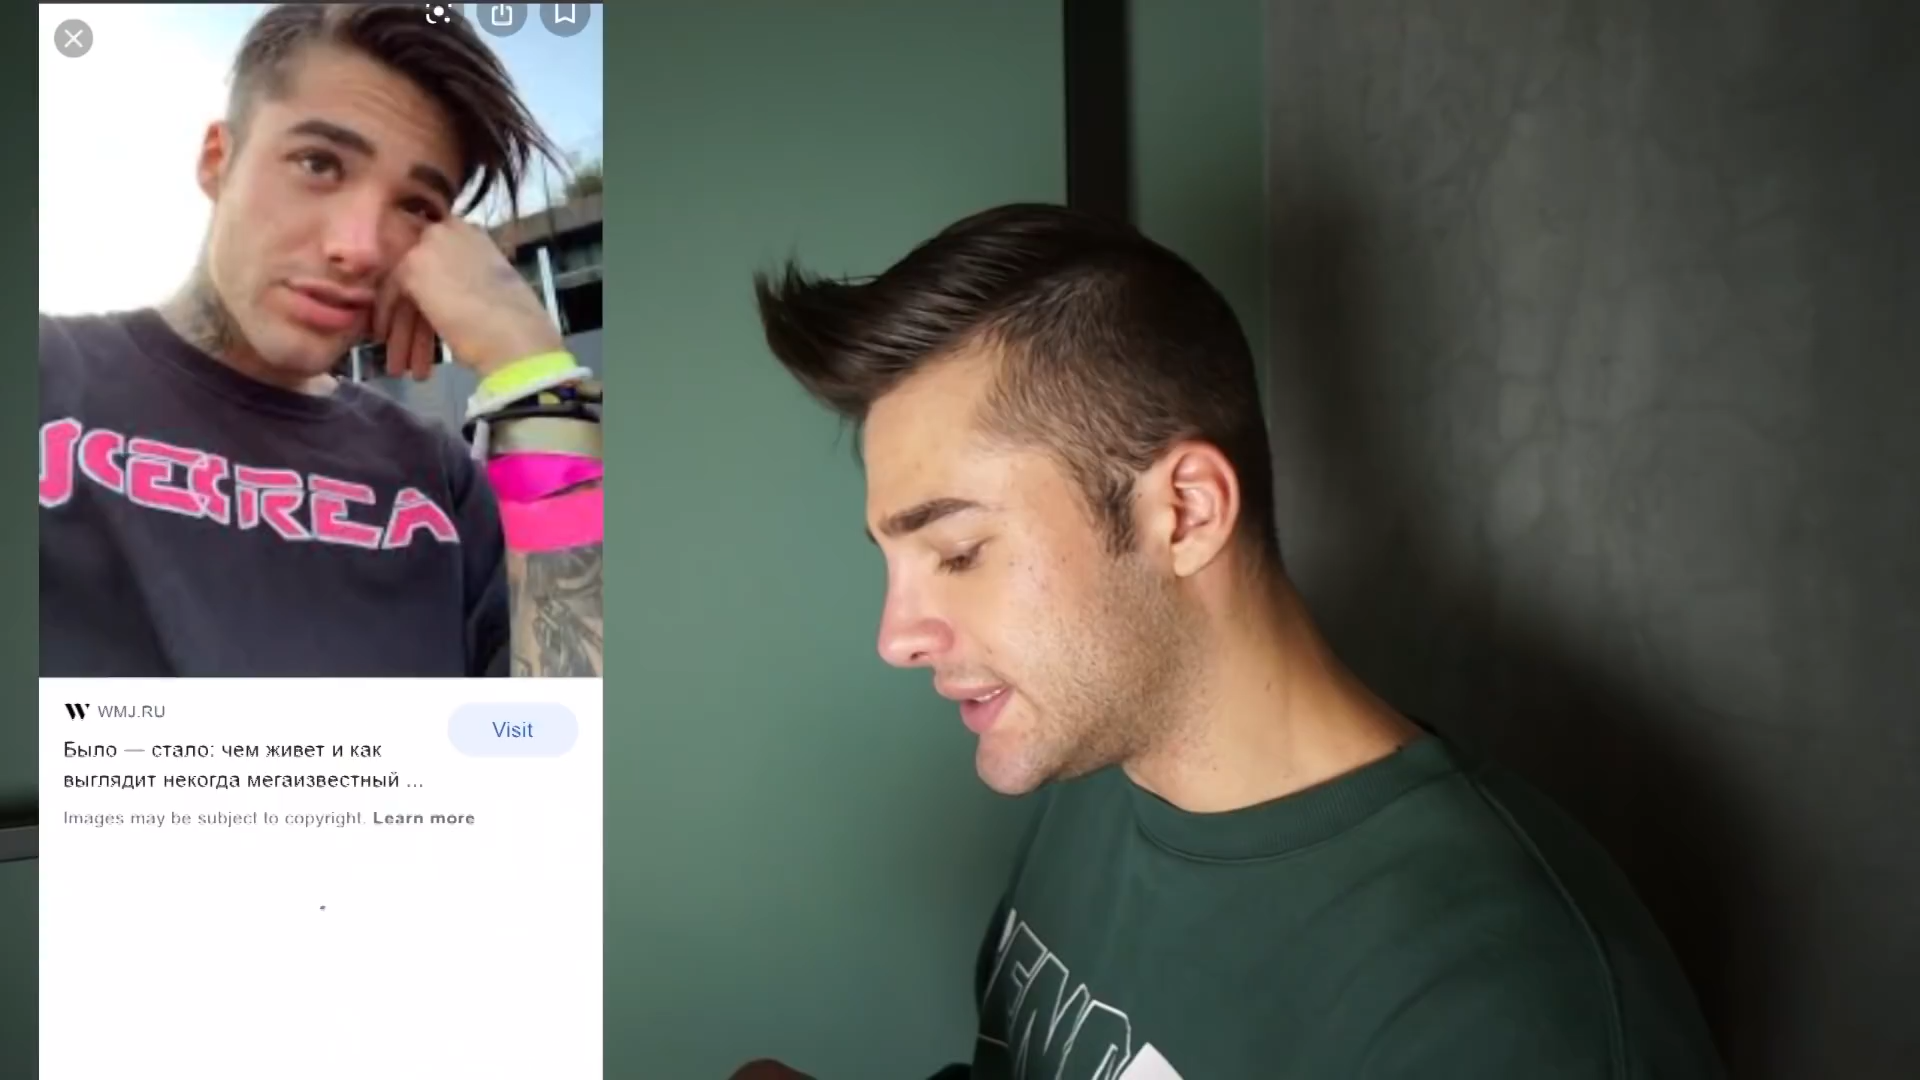 WMJ.RU
Visit
Было — стало: чем живет и как
выглядит некогда мегаизвестный ...
Images may be subject to copyright. Learn more